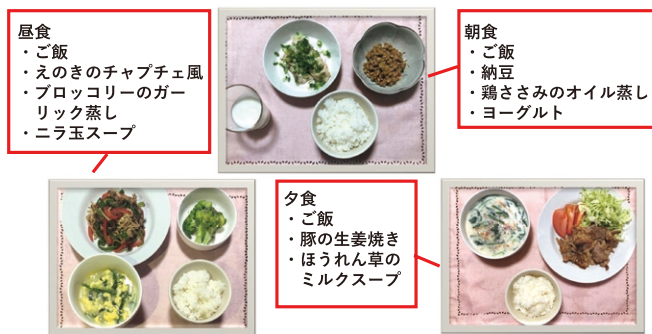 昼食
・ご飯
・えのきのチャプチェ風
・ブロッコリーのガー
リック蒸し
・ニラ玉スープ
朝食
・ご飯
・納豆
・鶏ささみのオイル蒸し
・ヨーグルト
夕食
・ご飯
・豚の生姜焼き
・ほうれん草の
ミルクスープ